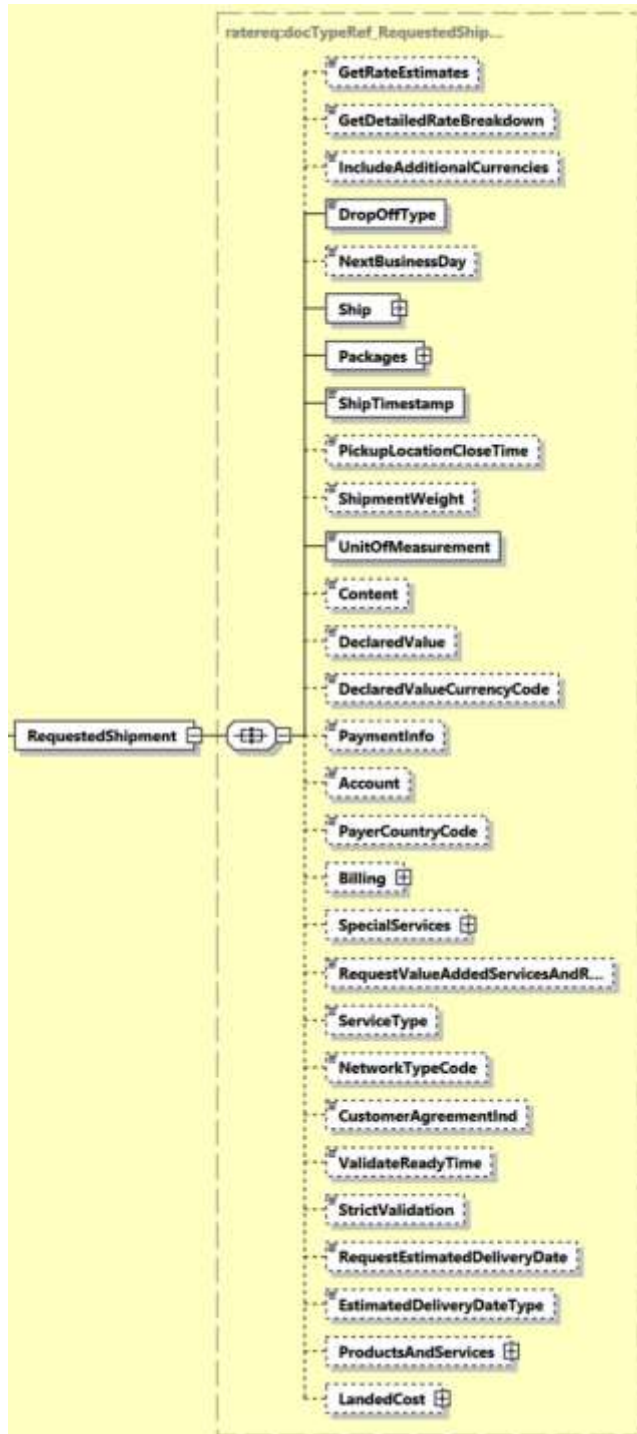 ratereq:docTypeRef_RequestedShip...
GetRateEstimates
GetDetailedRateBreakdown
IncludeAdditionalCurrencies
DropOffType
NextBusinessDay
Ship
Packages
ShipTimestamp
PickupLocationCloseTime
ShipmentWeight
UnitOfMeasurement
Content
DeclaredValue
DeclaredValueCurrencyCode
RequestedShipment
PaymentInfo
Account
PayerCountryCode
Billing
SpecialServices
RequestValueAddedServicesAndR...
ServiceType
NetworkTypeCode
CustomerAgreementInd
ValidateReadyTime
StrictValidation
RequestEstimatedDeliveryDate
EstimatedDeliveryDateType
ProductsAndServices
LandedCost